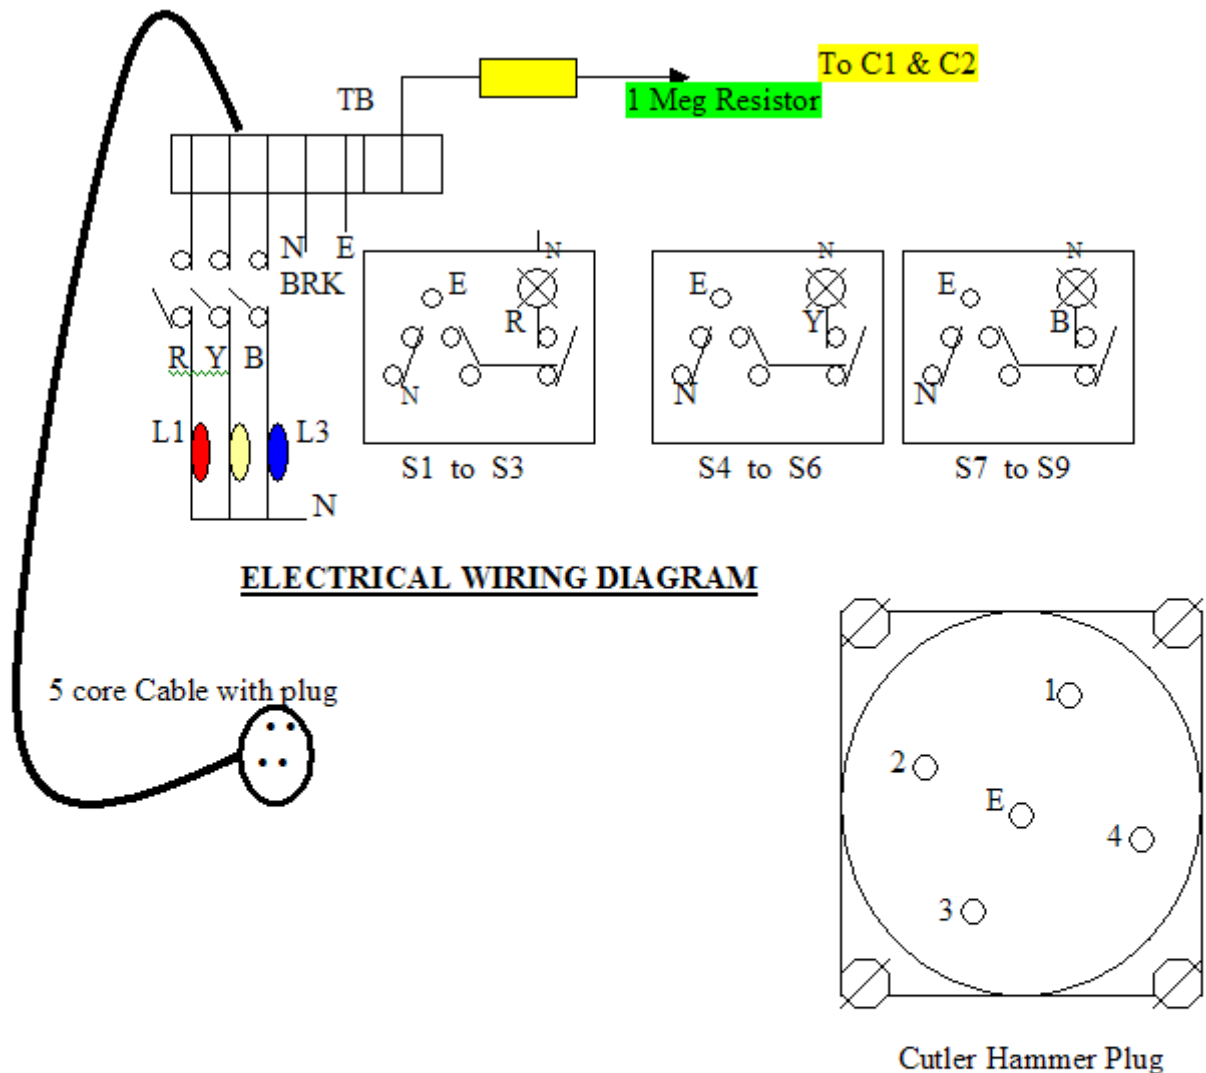 To C1 & C2
TB
1 Meg Resistor
N E
BRK
R Y B
L1 L3
N
N
E
R
N
S1 to S3
N
E
Y
N
S4 to S6
N
E
B
N
S7 to S9
ELECTRICAL WIRING DIAGRAM
5 core Cable with plug
1
2
E
4
3
Cutler Hammer Plug